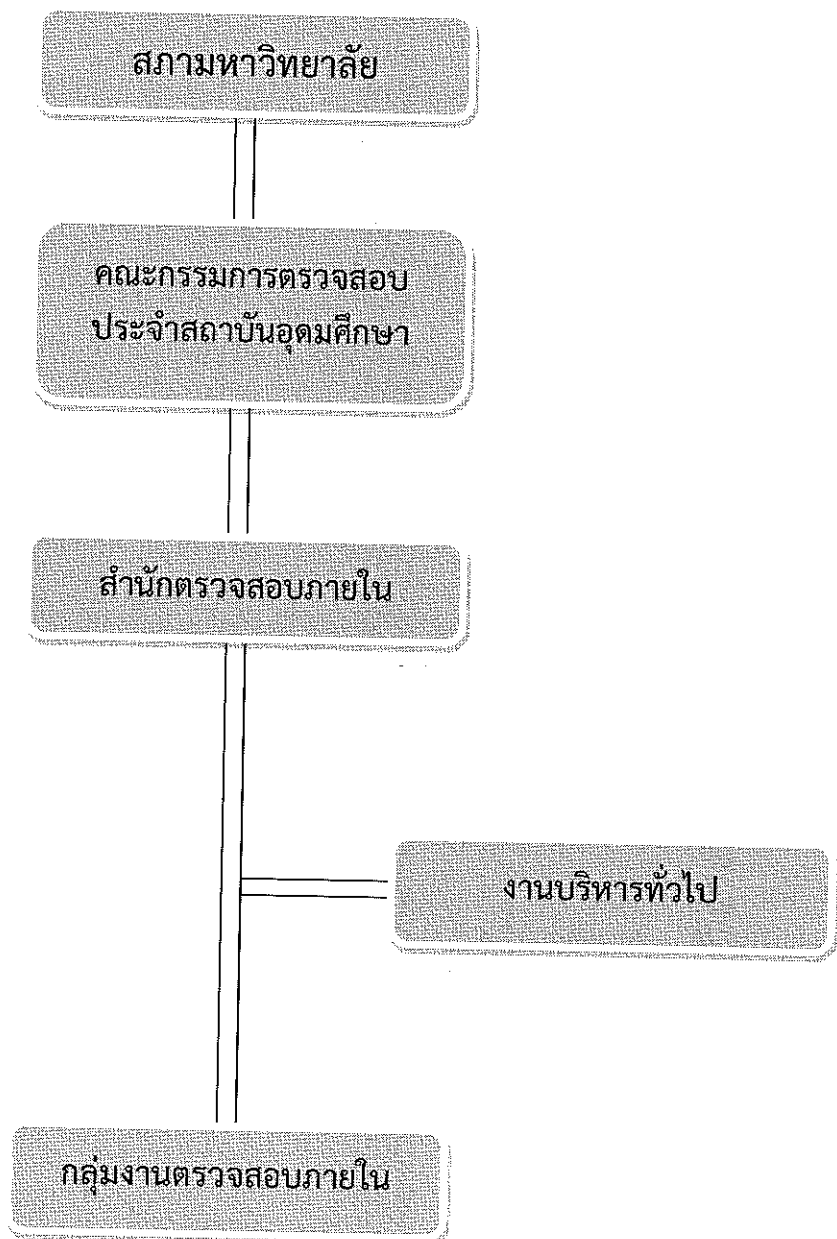 สภามหาวิทยาลัย
คณะกรรมการตรวจสอบ
ประจำสถาบันอุดมศึกษา
สำนักตรวจสอบภายใน
งานบริหารทั่วไป
กลุ่มงานตรวจสอบภายใน